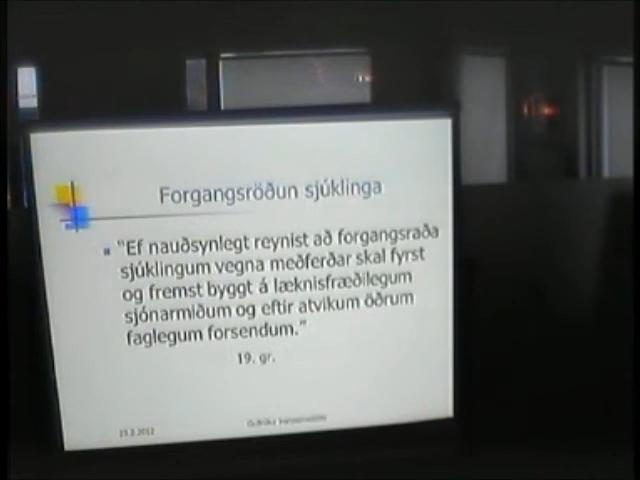 Forgangsröðun sjúklinga
"Ef nauðsynlegt reynist að forgangsraða
sjúklingum vegna meðferðar skal fyrst
og fremst byggt á læknisfræðilegum
sjónarmiðum og eftir atvikum öðrum
faglegum forsendum."
19. gr.